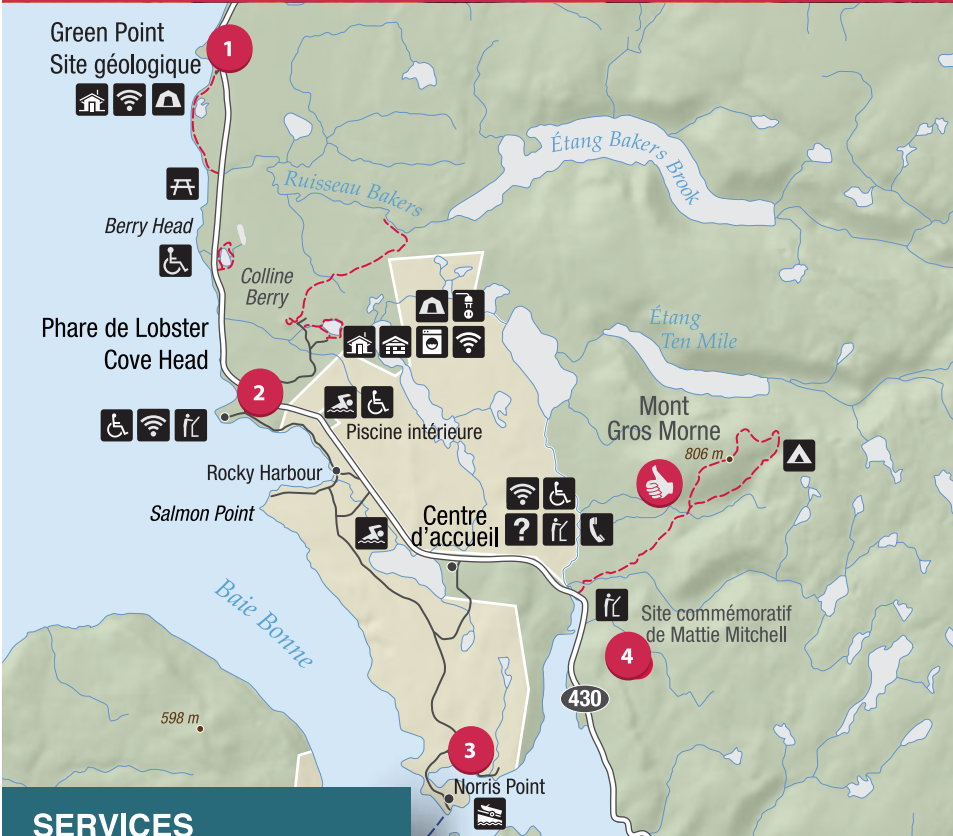 1
Green Point
Site géologique
Étang Bakers Brook
Ruisseau Bakers
Berry Head
Colline
Berry
Phare de Lobster
Cove Head
Étang
Ten Mile
2
Mont
Gros Morne
806 m
Piscine intérieure
Rocky Harbour
Salmon Point
Centre
d'accueil
?
Baie Bonne
Site commémoratif
de Mattie Mitchell
4
430
598 m
3
Norris Point
SERVICES